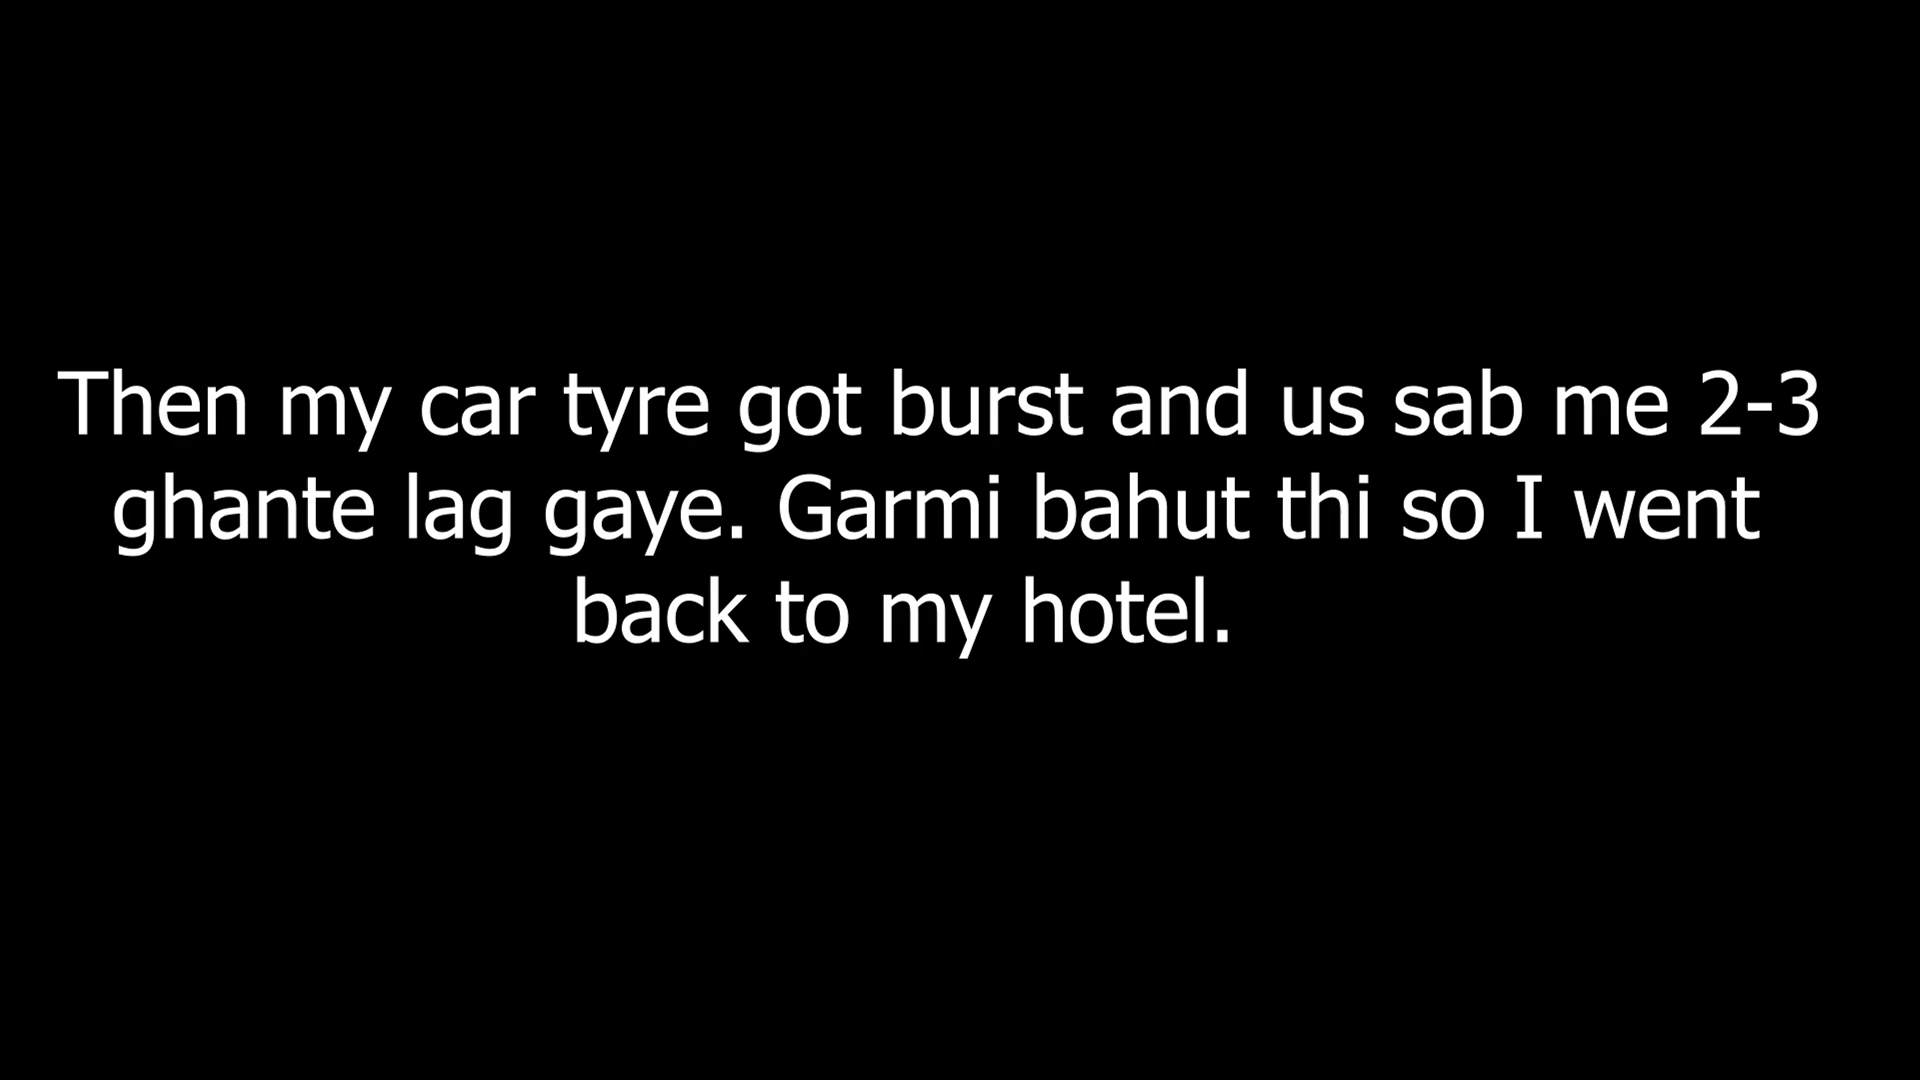 Then my car tyre got burst and us sab me 2-3
ghante lag gaye. Garmi bahut thi so I went
back to my hotel.